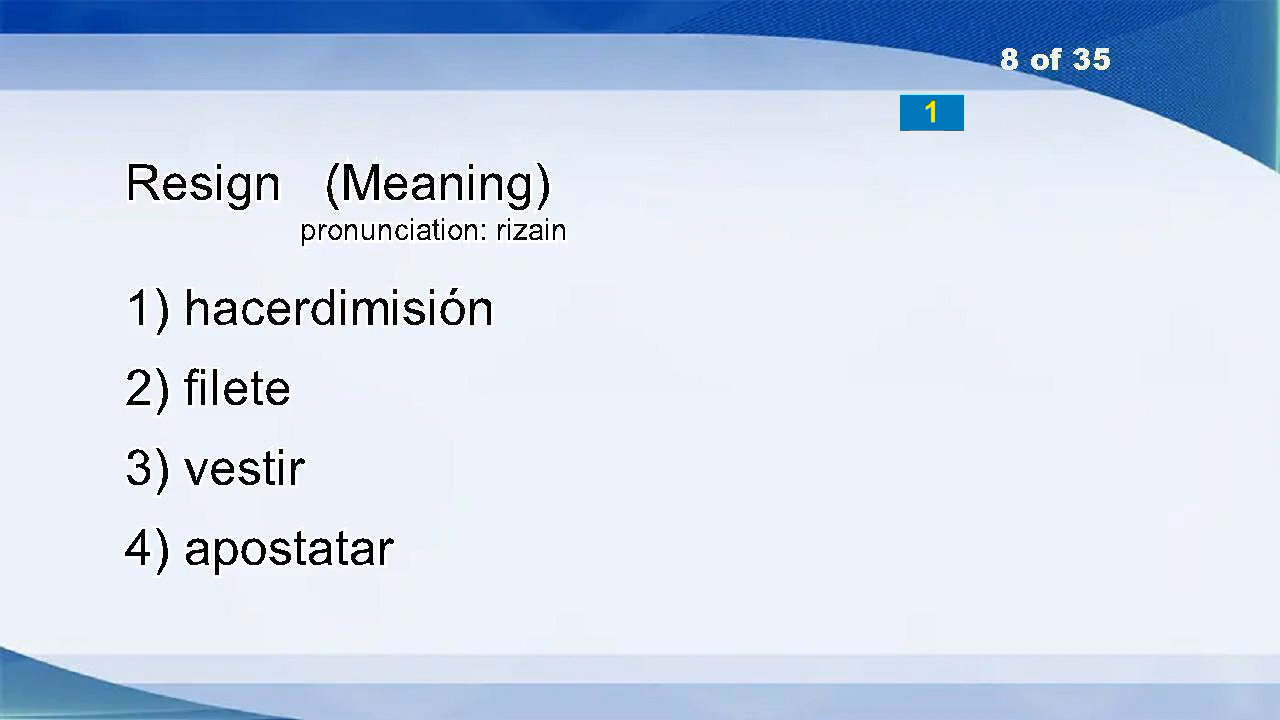 8 of 35
1
Resign (Meaning)
pronunciation: rizain
1) hacerdimisión
2) filete
3) vestir
4) apostatar